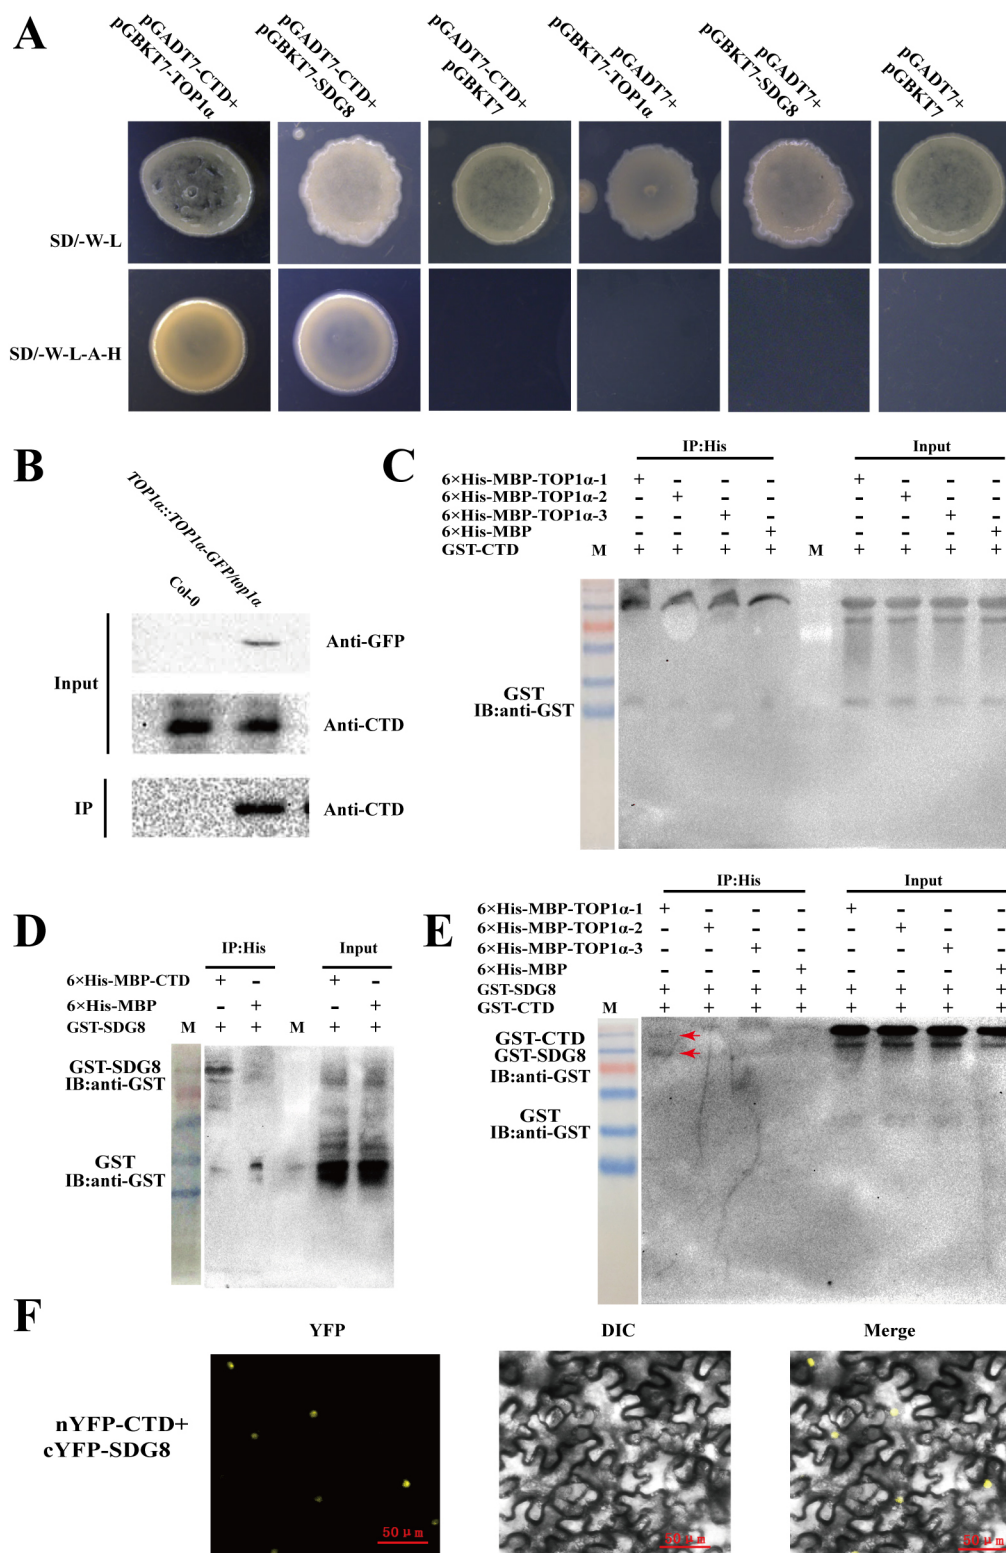 A
pGADT7-CTD+
pGBKT7-TOP1α
pGADT7-CTD+
pGBKT7-SDG8
pGADT7-CTD+
pGBKT7
pGADT7+
pGBKT7-TOP1α
pGADT7+
pGBKT7-SDG8
pGADT7+
pGBKT7
SD/-W-L
SD/-W-L-A-H
B
Col-0
TOP1α::TOP1α-GFP/top1α
Input
Anti-GFP
Anti-CTD
IP
Anti-CTD
C
IP:His Input
6×His-MBP-TOP1α-1 + - - - + - - -
6×His-MBP-TOP1α-2 - + - - - + - -
6×His-MBP-TOP1α-3 - - + - - - + -
6×His-MBP - - - + - - - +
GST-CTD M + + + + M + + + +
GST
IB:anti-GST
D
IP:His Input
6×His-MBP-CTD + - + -
6×His-MBP - + - +
GST-SDG8 M + + M + +
GST-SDG8
IB:anti-GST
GST
IB:anti-GST
E
IP:His Input
6×His-MBP-TOP1α-1 + - - - + - - -
6×His-MBP-TOP1α-2 - + - - - + - -
6×His-MBP-TOP1α-3 - - + - - - + -
6×His-MBP - - - + - - - +
GST-SDG8 + + + + + + + +
GST-CTD M + + + + + + + +
GST-CTD
GST-SDG8
IB:anti-GST
GST
IB:anti-GST
F
YFP DIC Merge
nYFP-CTD+
cYFP-SDG8
50 μm 50 μm 50 μm